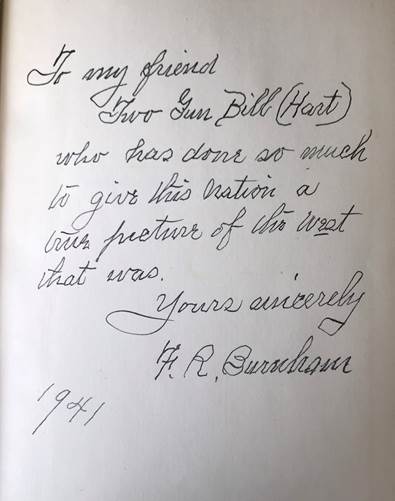 To my friend
Two Gun Bill (Hart)
who has done so much
to give this nation a
true picture of the West
that was.
Yours sincerely
F. R. Burnham
1941